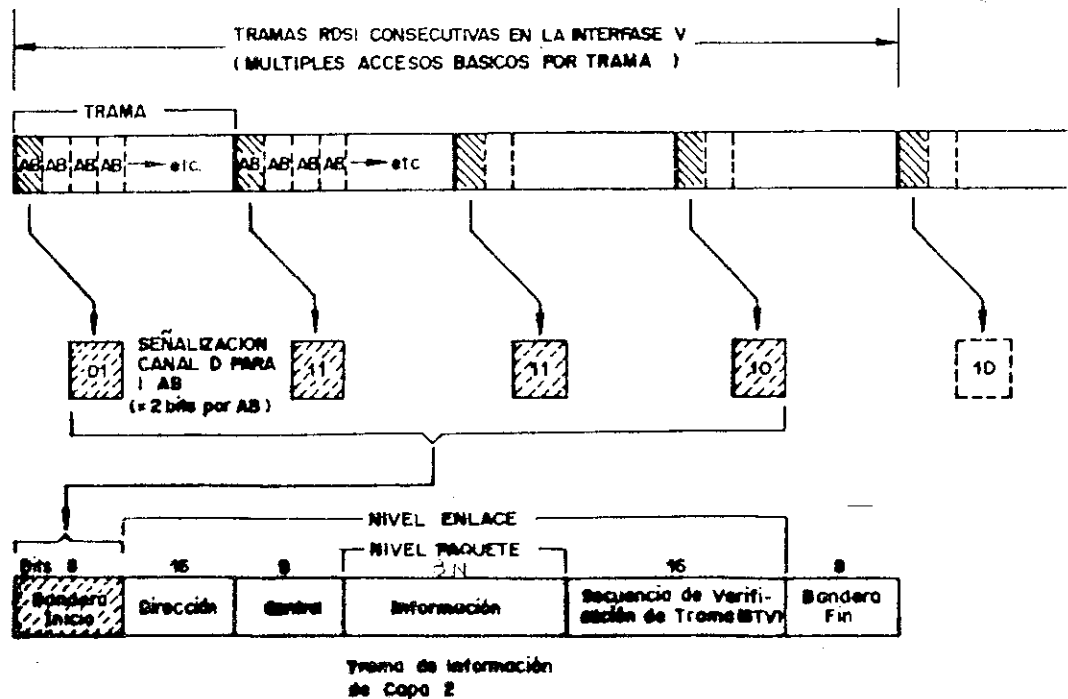 TRAMAS RDSI CONSECUTIVAS EN LA INTERFASE V
( MULTIPLES ACCESOS BASICOS POR TRAMA )
TRAMA
AB AB AB AB etc. AB AB AB AB etc
01 SEÑALIZACION CANAL D PARA 1 AB (= 2 bits por AB) 11 11 10 10
NIVEL ENLACE
NIVEL PAQUETE
Bits 8 16 8 8N 16 8
Bandera Inicio Dirección Control Información Secuencia de Verifi-
cación de Trama (STV) Bandera Fin
Trama de Información
de Capa 2